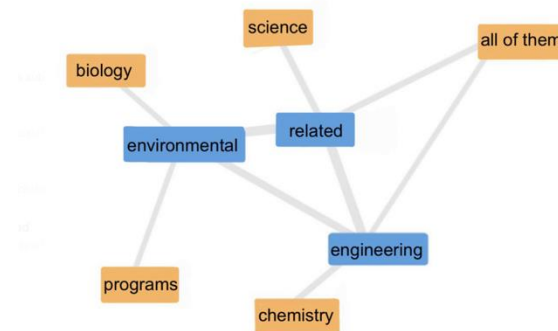 science
all of them
biology
related
environmental
engineering
programs
chemistry